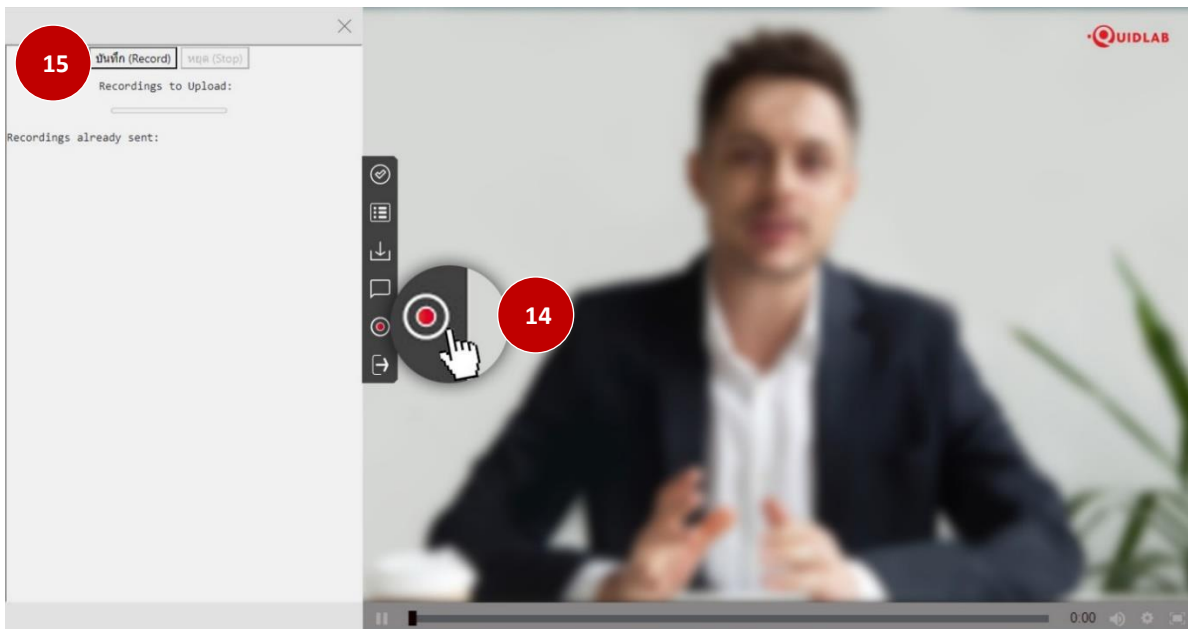 QUIDLAB
15
บันทึก (Record) หยุด (Stop)
Recordings to Upload:
Recordings already sent:
14
0:00